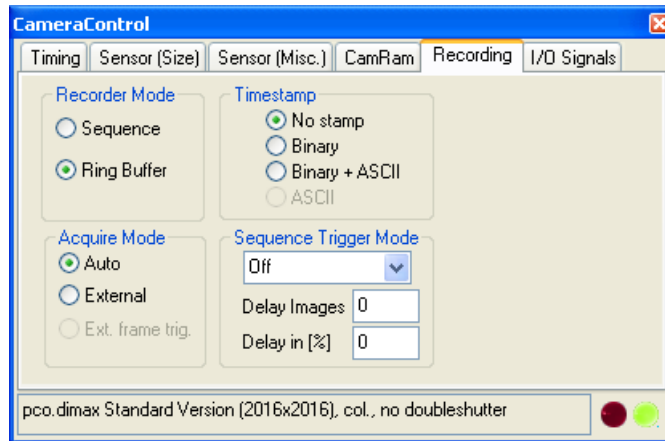 CameraControl
Timing Sensor (Size) Sensor (Misc.) CamRam Recording I/O Signals
Recorder Mode
Sequence
Ring Buffer
Timestamp
No stamp
Binary
Binary + ASCII
ASCII
Acquire Mode
Auto
External
Ext. frame trig.
Sequence Trigger Mode
Off
Delay Images 0
Delay in [%] 0
pco.dimax Standard Version (2016x2016), col., no doubleshutter